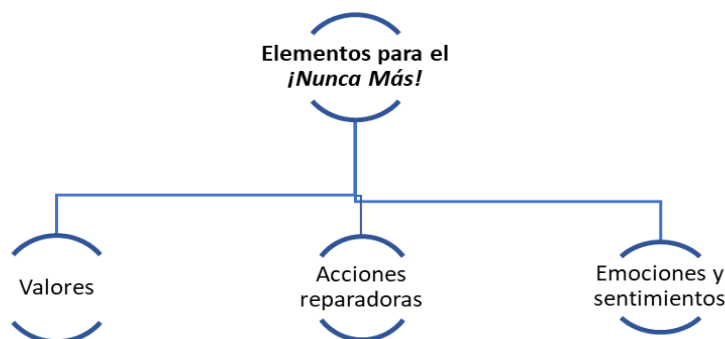 Elementos para el
¡Nunca Más!
Valores
Acciones
reparadoras
Emociones y
sentimientos